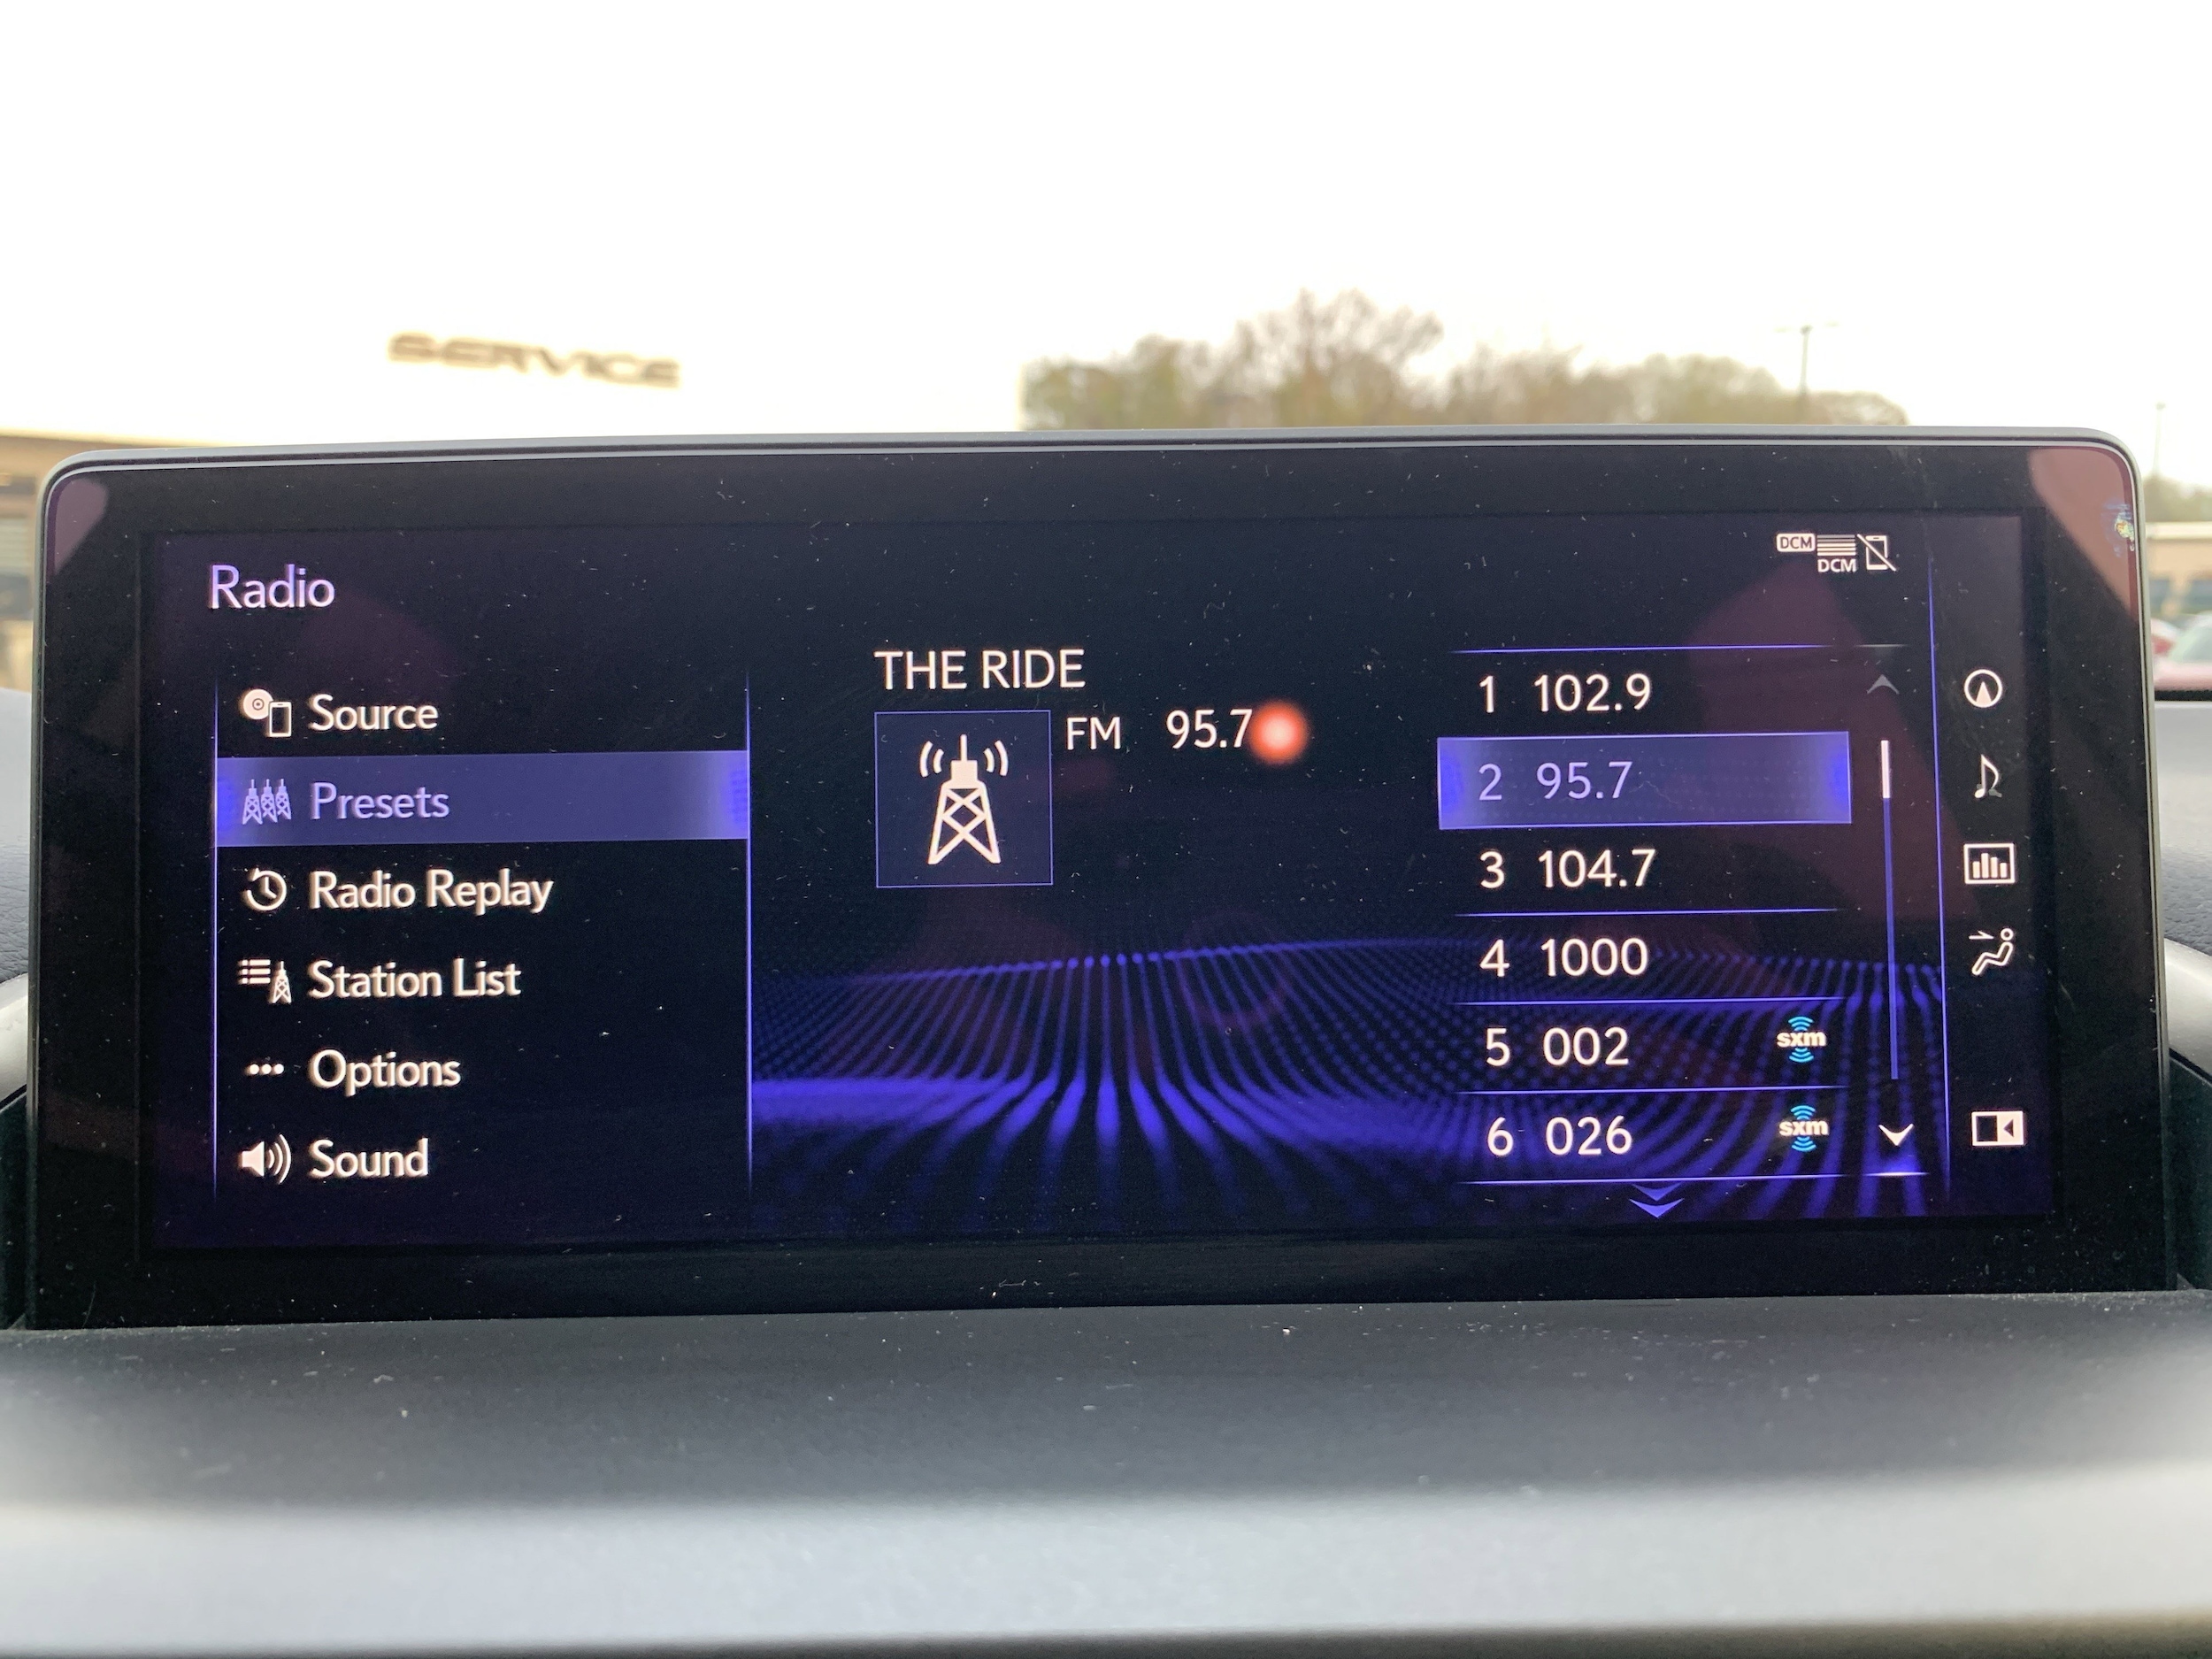 SERVICE
DCM
DCM
Radio
Source
Presets
Radio Replay
Station List
Options
Sound
THE RIDE
FM 95.7
1 102.9
2 95.7
3 104.7
4 1000
5 002 sxm
6 026 sxm